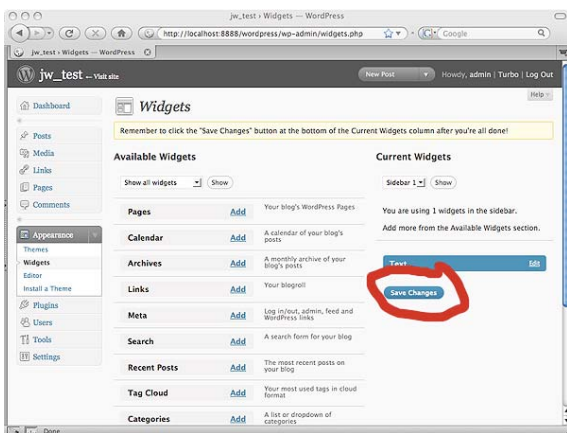 jw_test › Widgets — WordPress
http://localhost:8888/wordpress/wp-admin/widgets.php
Google
jw_test › Widgets — WordPress
jw_test
← Visit site
New Post
Howdy, admin | Turbo | Log Out
Help
Dashboard
Posts
Media
Links
Pages
Comments
Appearance
Themes
Widgets
Editor
Install a Theme
Plugins
Users
Tools
Settings
Widgets
Remember to click the "Save Changes" button at the bottom of the Current Widgets column after you're all done!
Available Widgets
Show all widgets
Show
Pages Add Your blog's WordPress Pages
Calendar Add A calendar of your blog's
posts
Archives Add A monthly archive of your
blog's posts
Links Add Your blogroll
Meta Add Log in/out, admin, feed and
WordPress links
Search Add A search form for your blog
Recent Posts Add The most recent posts on
your blog
Tag Cloud Add Your most used tags in cloud
format
Categories Add A list or dropdown of
categories
Current Widgets
Sidebar 1
Show
You are using 1 widgets in the sidebar.
Add more from the Available Widgets section.
Text Edit
Save Changes
Done